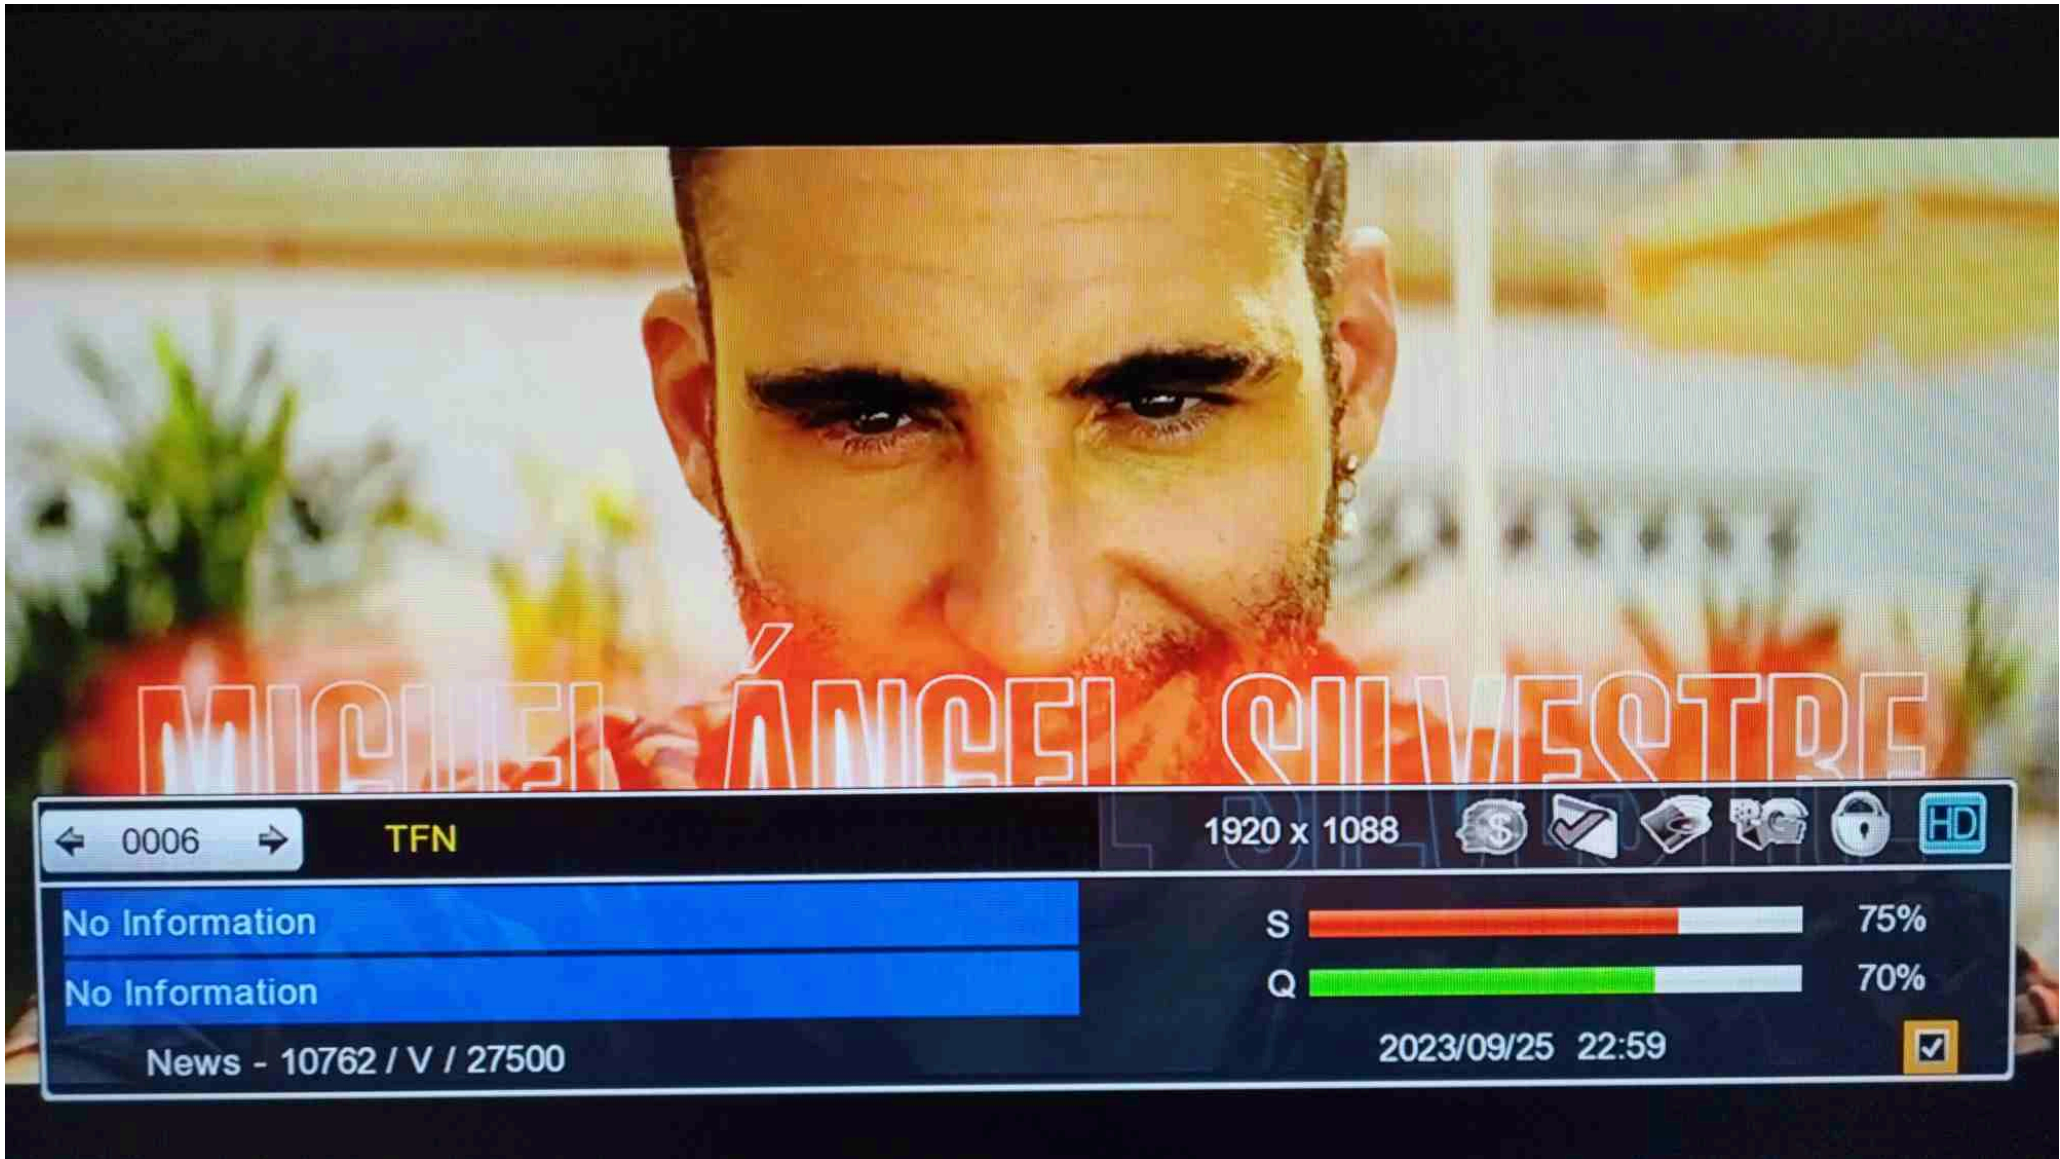 MIGUEL ÁNGEL SILVESTRE
0006 TFN 1920 x 1088 HD
No Information
S 75%
No Information
Q 70%
News - 10762 / V / 27500
2023/09/25 22:59